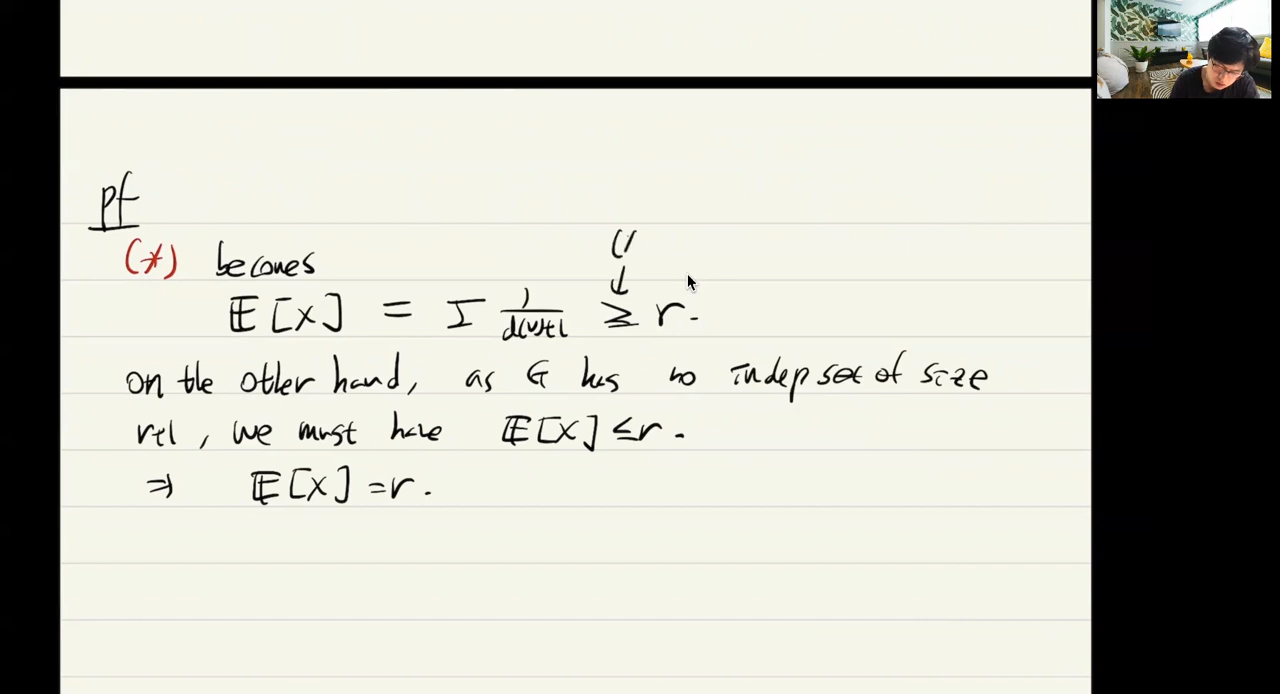 pf
(*) becomes
(1
↓
𝔼[X] = Σ 1/(d(v)+1) ≥ r.
on the other hand, as G has no indep set of size
r+1, we must have 𝔼[X] ≤ r.
⇒ 𝔼[X] = r.